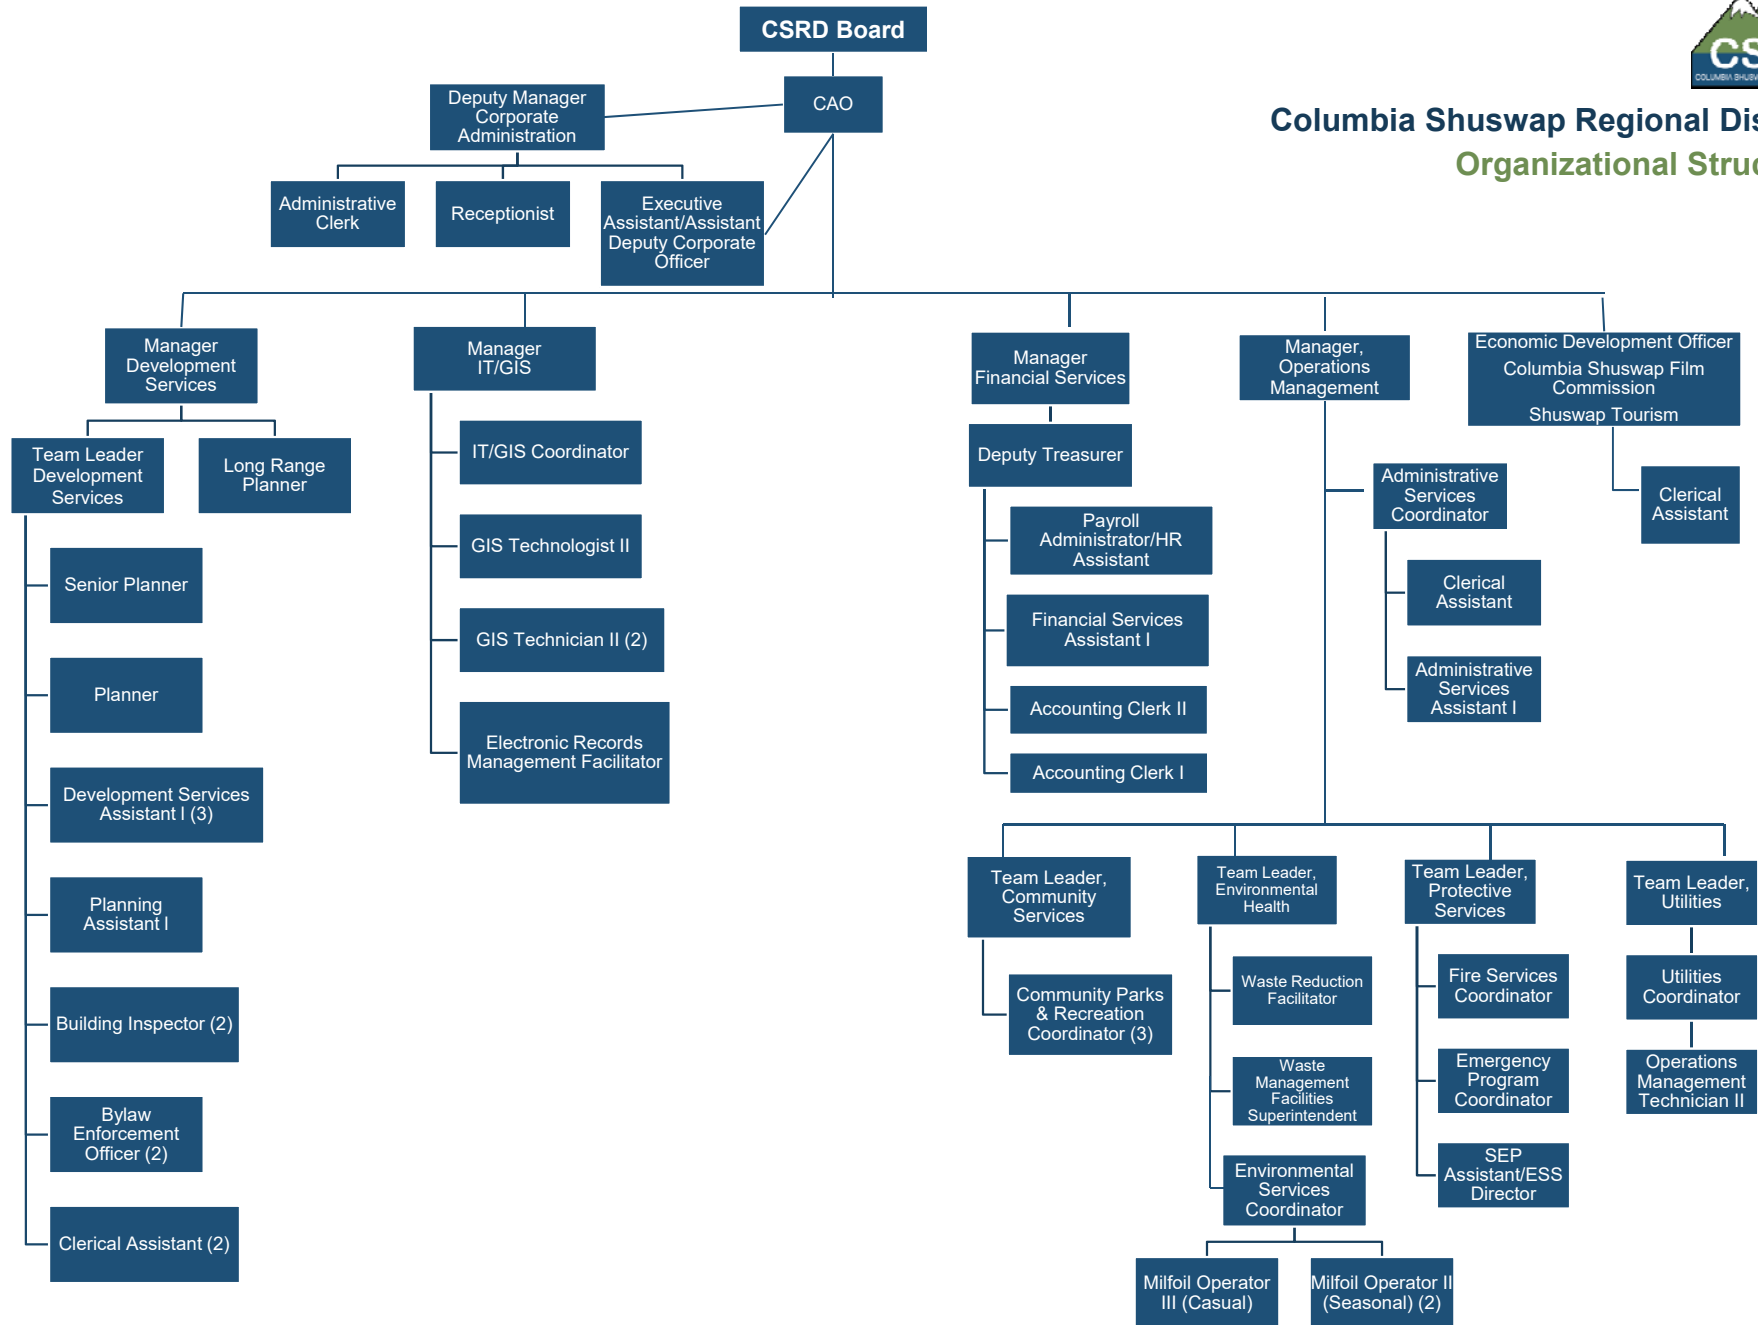 CSRD Board
CAO
Deputy Manager
Corporate
Administration
Columbia Shuswap Regional
Organizational
Administrative
Clerk
Receptionist
Executive
Assistant/Assistant
Deputy Corporate
Officer
Manager
Development
Services
Manager
IT/GIS
Manager
Financial Services
Manager,
Operations
Management
Economic Development Officer
Columbia Shuswap Film
Commission
Shuswap Tourism
Team Leader
Development
Services
Long Range
Planner
Senior Planner
Planner
Development Services
Assistant I (3)
Planning
Assistant I
Building Inspector (2)
Bylaw
Enforcement
Officer (2)
Clerical Assistant (2)
IT/GIS Coordinator
GIS Technologist II
GIS Technician II (2)
Electronic Records
Management Facilitator
Deputy Treasurer
Payroll
Administrator/HR
Assistant
Financial Services
Assistant I
Accounting Clerk II
Accounting Clerk I
Administrative
Services
Coordinator
Clerical
Assistant
Administrative
Services
Assistant I
Clerical
Assistant
Team Leader,
Community
Services
Community Parks
& Recreation
Coordinator (3)
Team Leader,
Environmental
Health
Waste Reduction
Facilitator
Waste
Management
Facilities
Superintendent
Environmental
Services
Coordinator
Milfoil Operator
III (Casual)
Milfoil Operator II
(Seasonal) (2)
Team Leader,
Protective
Services
Fire Services
Coordinator
Emergency
Program
Coordinator
SEP
Assistant/ESS
Director
Team Leader,
Utilities
Utilities
Coordinator
Operations
Management
Technician II